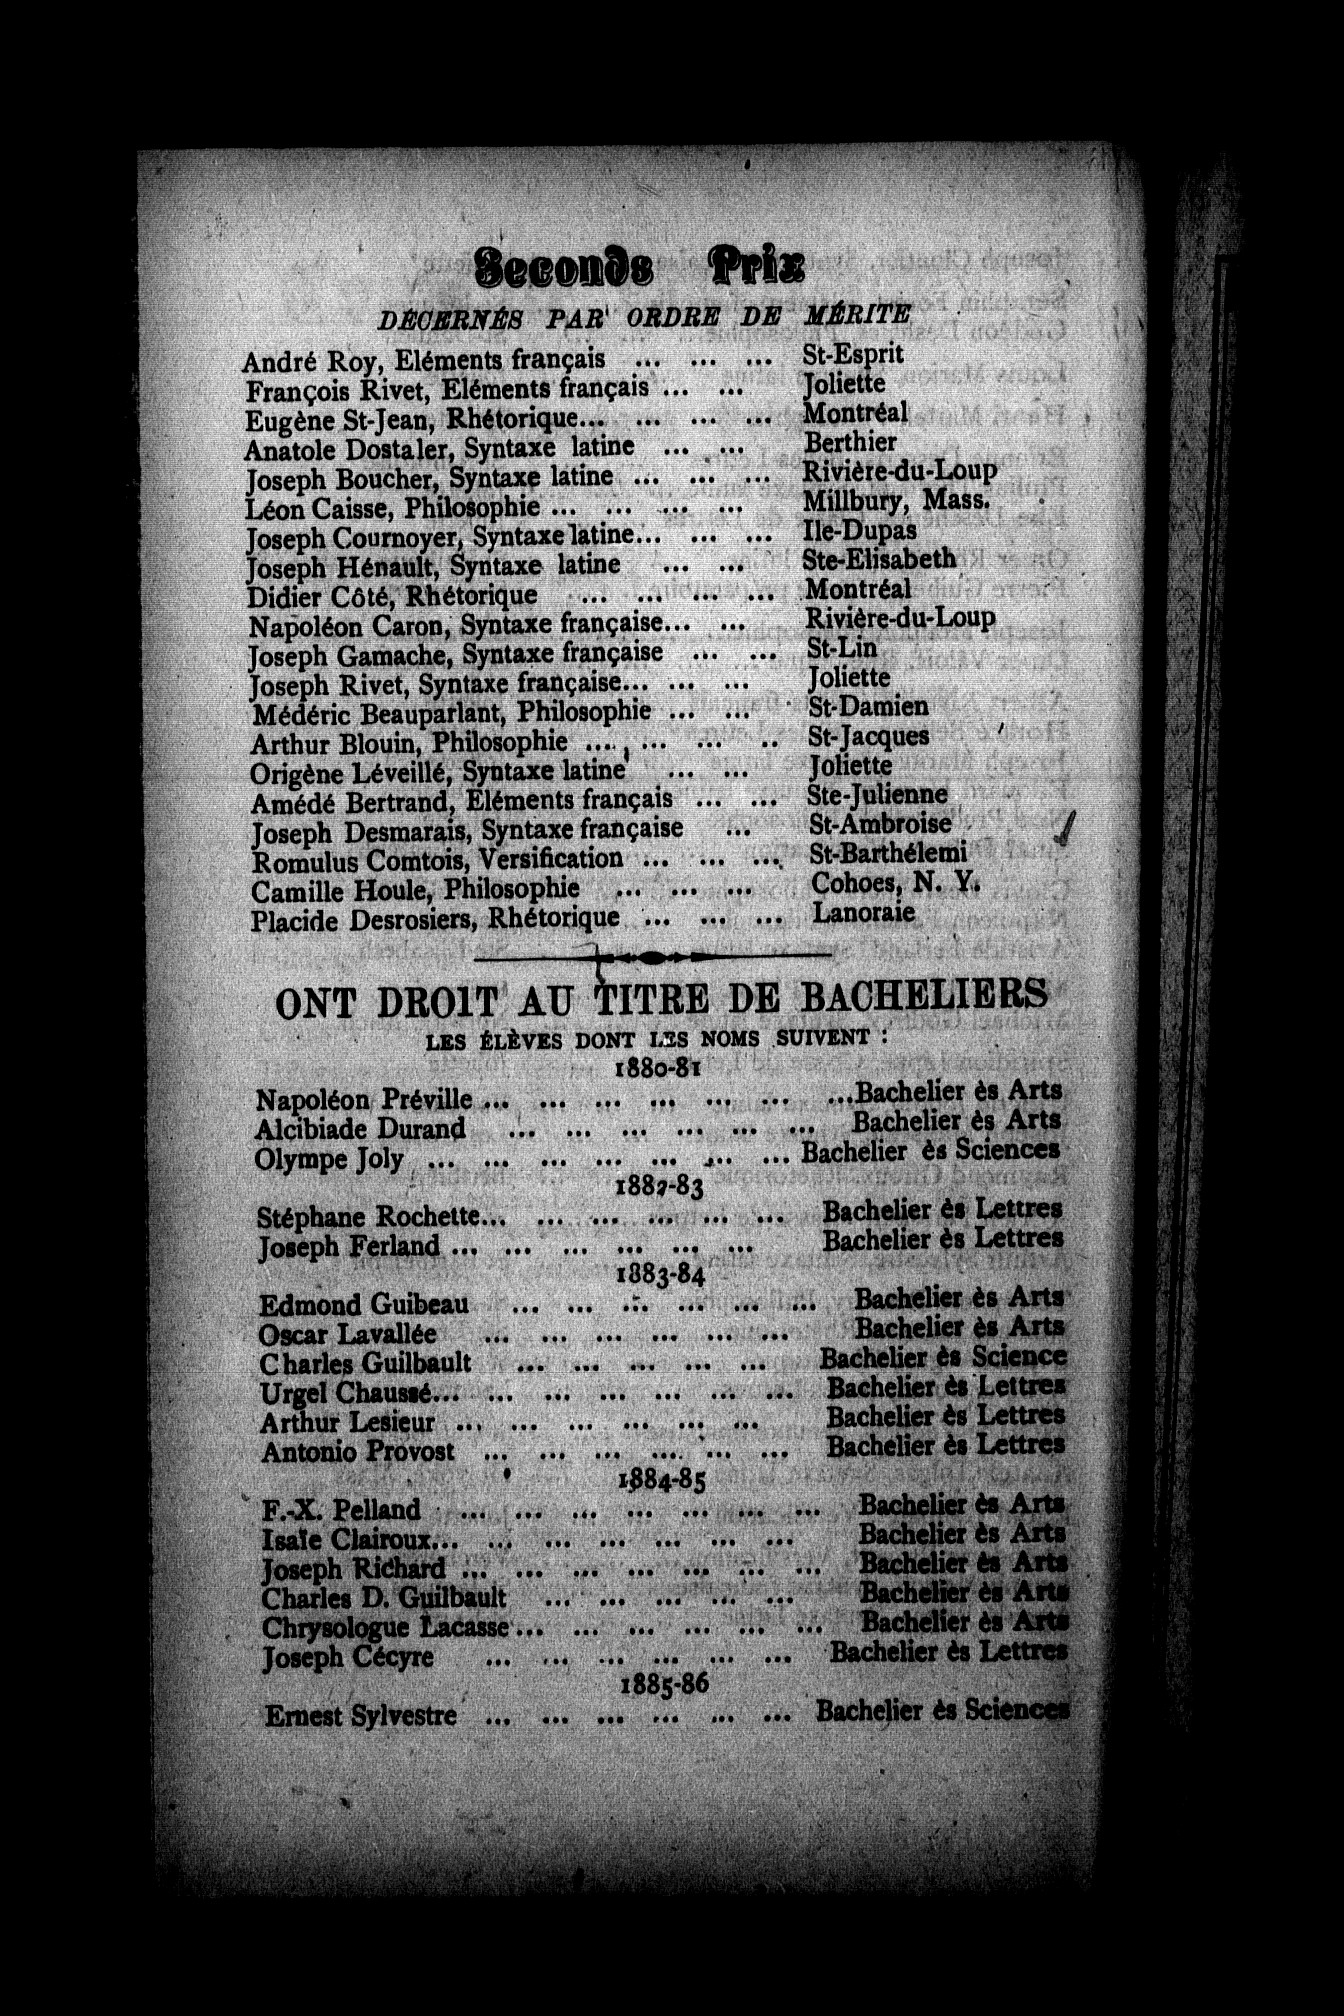 Seconds Prix
DÉCERNÉS PAR ORDRE DE MÉRITE
André Roy, Eléments français ... ... ... St-Esprit
François Rivet, Eléments français ... ... Joliette
Eugène St-Jean, Rhétorique... ... ... ... Montréal
Anatole Dostaler, Syntaxe latine ... ... Berthier
Joseph Boucher, Syntaxe latine ... ... ... Rivière-du-Loup
Léon Caisse, Philosophie ... ... ... ... Millbury, Mass.
Joseph Cournoyer, Syntaxe latine... ... ... Ile-Dupas
Joseph Hénault, Syntaxe latine ... ... Ste-Elisabeth
Didier Côté, Rhétorique ... ... ... ... Montréal
Napoléon Caron, Syntaxe française... ... Rivière-du-Loup
Joseph Gamache, Syntaxe française ... ... St-Lin
Joseph Rivet, Syntaxe française... ... ... Joliette
Médéric Beauparlant, Philosophie ... ... St-Damien
Arthur Blouin, Philosophie ... ... ... .. St-Jacques
Origène Léveillé, Syntaxe latine ... ... Joliette
Amédé Bertrand, Eléments français ... ... Ste-Julienne
Joseph Desmarais, Syntaxe française ... St-Ambroise
Romulus Comtois, Versification ... ... ... St-Barthélemi
Camille Houle, Philosophie ... ... ... Cohoes, N. Y.
Placide Desrosiers, Rhétorique ... ... ... Lanoraie
ONT DROIT AU TITRE DE BACHELIERS
LES ÉLÈVES DONT LES NOMS SUIVENT :
1880-81
Napoléon Préville ... ... ... ... ... ... ...Bachelier ès Arts
Alcibiade Durand ... ... ... ... ... ... Bachelier ès Arts
Olympe Joly ... ... ... ... ... ... ... Bachelier ès Sciences
1882-83
Stéphane Rochette... ... ... ... ... ... Bachelier ès Lettres
Joseph Ferland ... ... ... ... ... ... Bachelier ès Lettres
1883-84
Edmond Guibeau ... ... ... ... ... ... Bachelier ès Arts
Oscar Lavallée ... ... ... ... ... ... Bachelier ès Arts
Charles Guilbault ... ... ... ... ... Bachelier ès Science
Urgel Chaussé... ... ... ... ... ... ... Bachelier ès Lettres
Arthur Lesieur ... ... ... ... ... ... Bachelier ès Lettres
Antonio Provost ... ... ... ... ... ... Bachelier ès Lettres
1884-85
F.-X. Pelland ... ... ... ... ... ... ... Bachelier ès Arts
Isaïe Clairoux... ... ... ... ... ... ... Bachelier ès Arts
Joseph Richard ... ... ... ... ... ... ... Bachelier ès Arts
Charles D. Guilbault ... ... ... ... ... Bachelier ès Arts
Chrysologue Lacasse ... ... ... ... ... ... Bachelier ès Arts
Joseph Cécyre ... ... ... ... ... ... Bachelier ès Lettres
1885-86
Ernest Sylvestre ... ... ... ... ... ... Bachelier ès Sciences